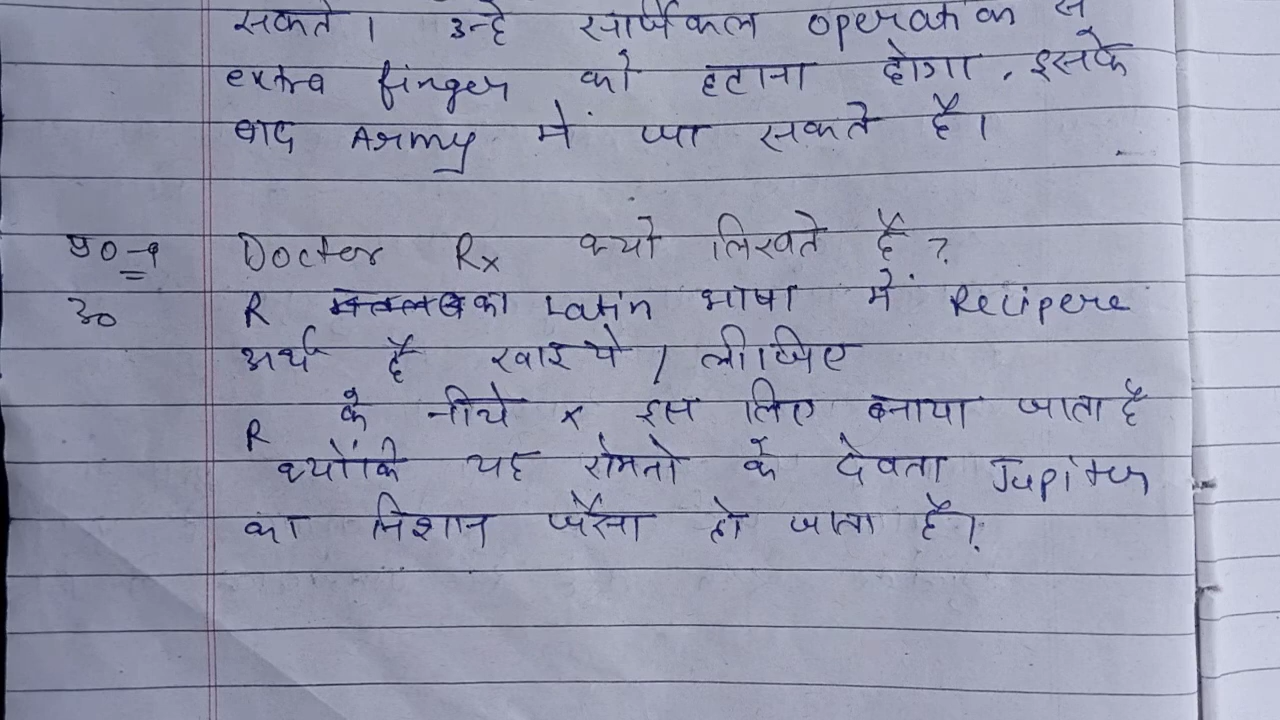 सकते। उन्हे सर्जिकल operation से
extra finger को हटाना होगा, इसके
बाद Army में जा सकते है।
प्र०-१ Doctor Rx क्यो लिखते है?
उ० R का Latin भाषा में Recipere
अर्थ है खाइये / लीजिए
R के नीचे x इस लिए बनाया जाता है
क्योंकि यह रोमनो के देवता Jupiter
का निशान जैसा हो जाता है।